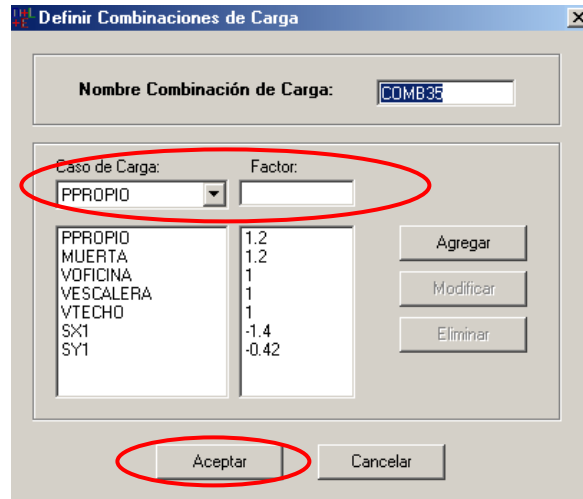 Definir Combinaciones de Carga
Nombre Combinación de Carga: COMB35
Caso de Carga: Factor:
PPROPIO
PPROPIO 1.2
MUERTA 1.2
VOFICINA 1
VESCALERA 1
VTECHO 1
SX1 -1.4
SY1 -0.42
Agregar
Modificar
Eliminar
Aceptar Cancelar